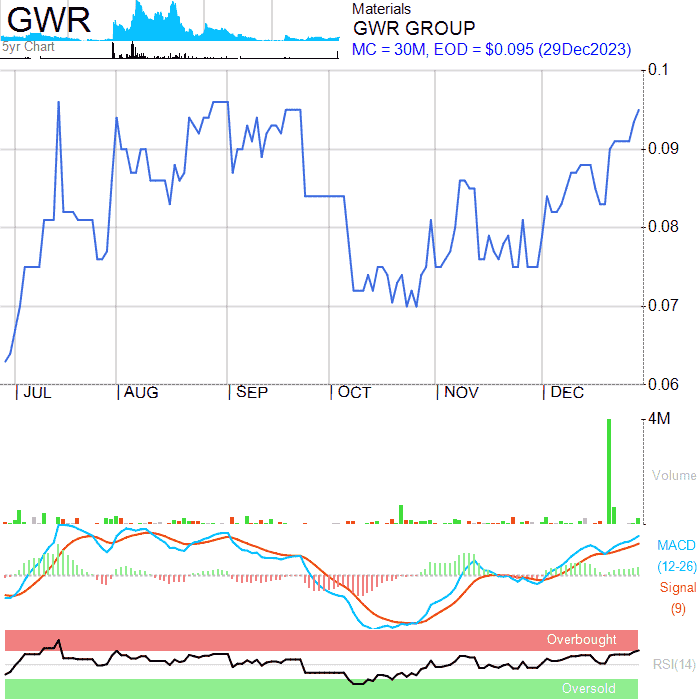 GWR
5yr Chart
Materials
GWR GROUP
MC = 30M, EOD = $0.095 (29Dec2023)
0.1
0.09
0.08
0.07
0.06
JUL AUG SEP OCT NOV DEC
4M
Volume
MACD
(12-26)
Signal
(9)
Overbought
RSI(14)
Oversold